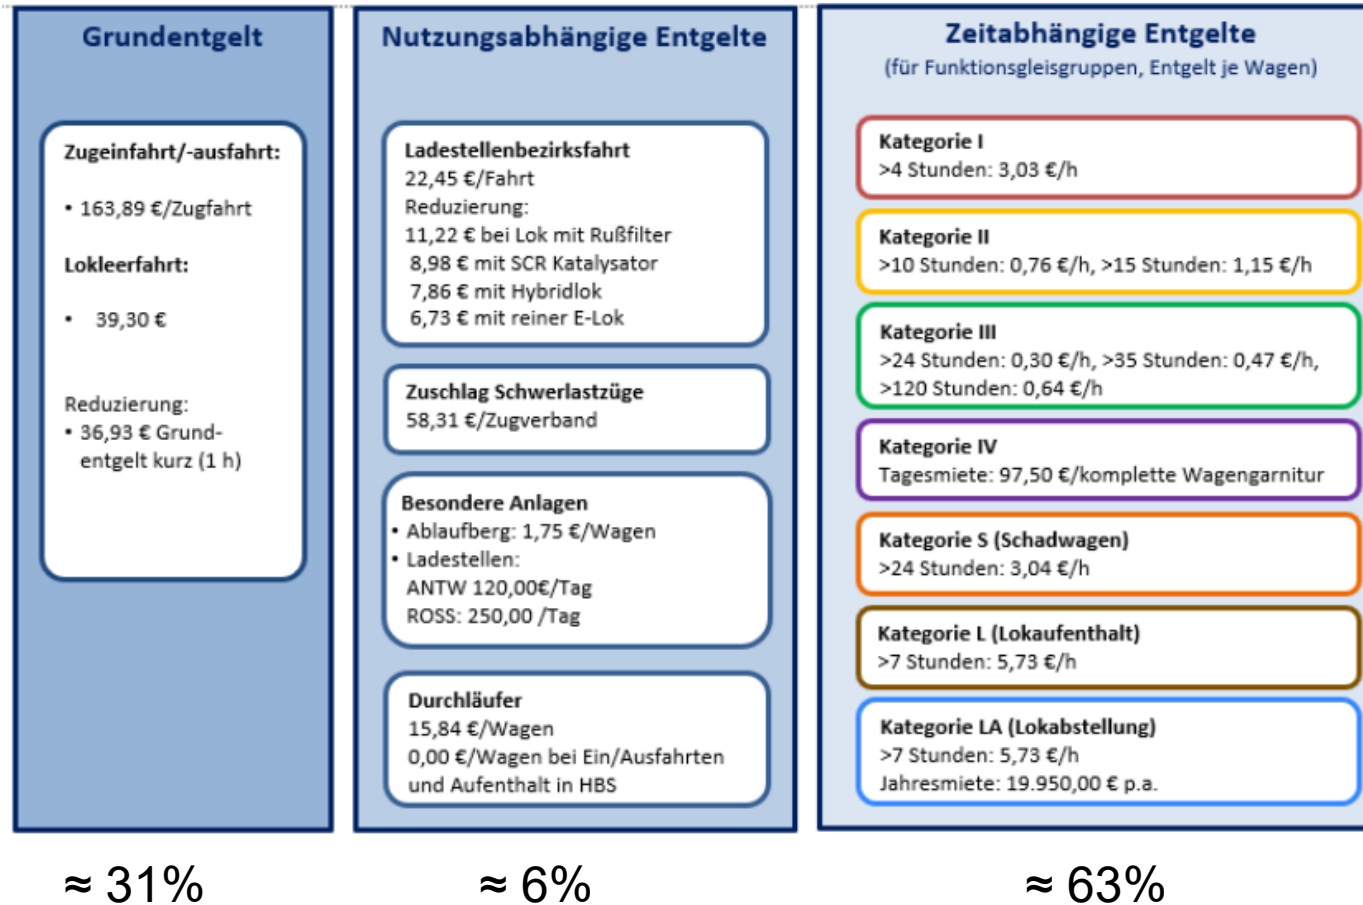 Grundentgelt
Zugeinfahrt/-ausfahrt:
• 163,89 €/Zugfahrt
Lokleerfahrt:
• 39,30 €
Reduzierung:
• 36,93 € Grund-
entgelt kurz (1 h)
≈ 31%
Nutzungsabhängige Entgelte
Ladestellenbezirksfahrt
22,45 €/Fahrt
Reduzierung:
11,22 € bei Lok mit Rußfilter
8,98 € mit SCR Katalysator
7,86 € mit Hybridlok
6,73 € mit reiner E-Lok
Zuschlag Schwerlastzüge
58,31 €/Zugverband
Besondere Anlagen
• Ablaufberg: 1,75 €/Wagen
• Ladestellen:
ANTW 120,00€/Tag
ROSS: 250,00 /Tag
Durchläufer
15,84 €/Wagen
0,00 €/Wagen bei Ein/Ausfahrten
und Aufenthalt in HBS
≈ 6%
Zeitabhängige Entgelte
(für Funktionsgleisgruppen, Entgelt je Wagen)
Kategorie I
>4 Stunden: 3,03 €/h
Kategorie II
>10 Stunden: 0,76 €/h, >15 Stunden: 1,15 €/h
Kategorie III
>24 Stunden: 0,30 €/h, >35 Stunden: 0,47 €/h,
>120 Stunden: 0,64 €/h
Kategorie IV
Tagesmiete: 97,50 €/komplette Wagengarnitur
Kategorie S (Schadwagen)
>24 Stunden: 3,04 €/h
Kategorie L (Lokaufenthalt)
>7 Stunden: 5,73 €/h
Kategorie LA (Lokabstellung)
>7 Stunden: 5,73 €/h
Jahresmiete: 19.950,00 € p.a.
≈ 63%